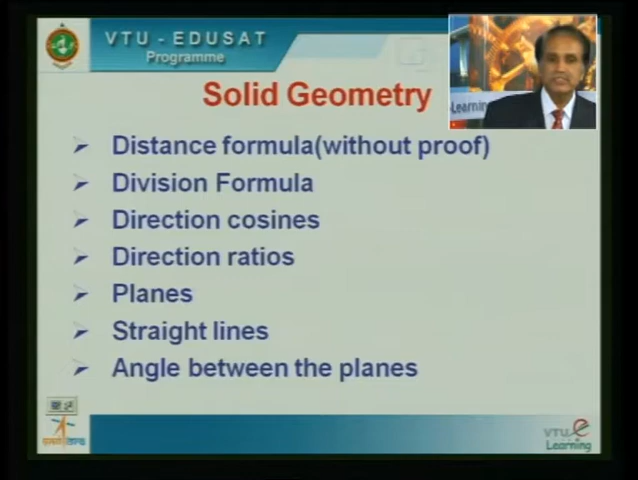 VTU - EDUSAT
Programme
Solid Geometry
-Learning
Distance formula(without proof)
Division Formula
Direction cosines
Direction ratios
Planes
Straight lines
Angle between the planes
VTU e
Learning